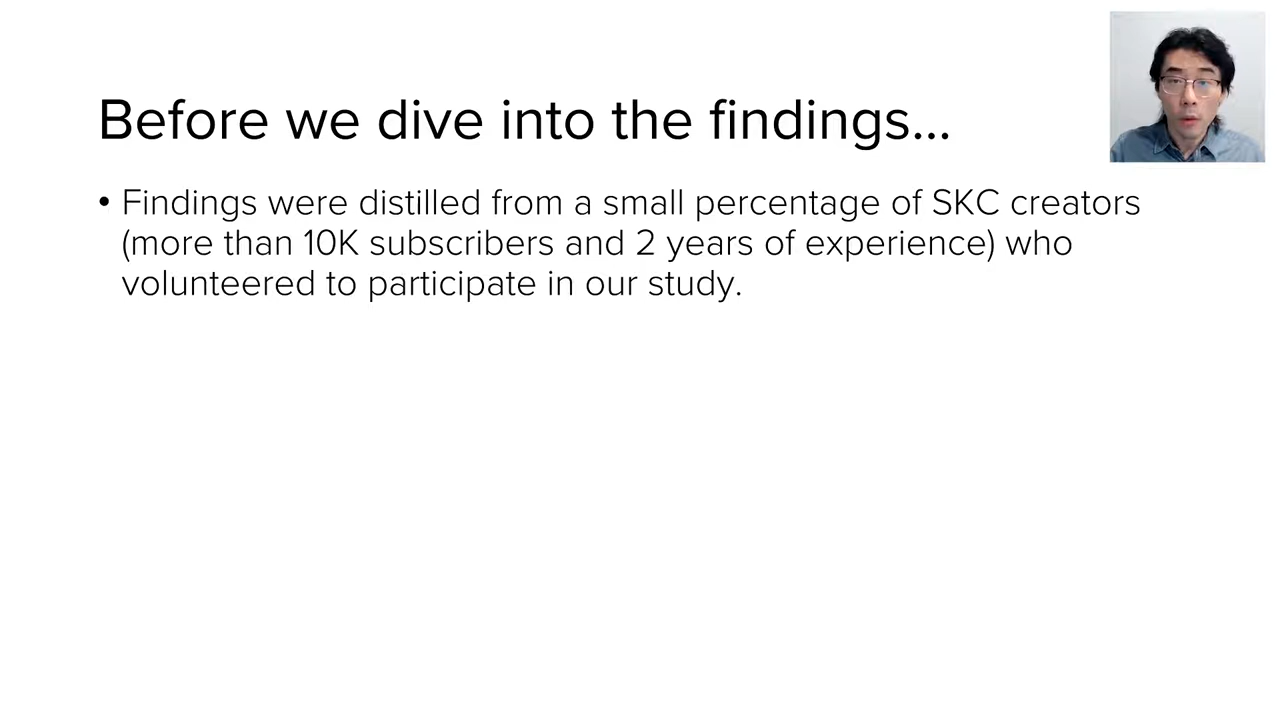 Before we dive into the findings...
• Findings were distilled from a small percentage of SKC creators
(more than 10K subscribers and 2 years of experience) who
volunteered to participate in our study.